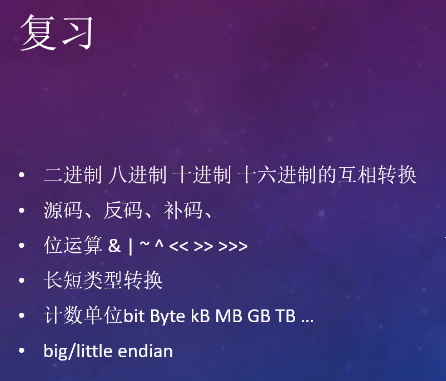 复习
• 二进制 八进制 十进制 十六进制的互相转换
• 源码、反码、补码、
• 位运算 & | ~ ^ << >> >>>
• 长短类型转换
• 计数单位bit Byte kB MB GB TB ...
• big/little endian